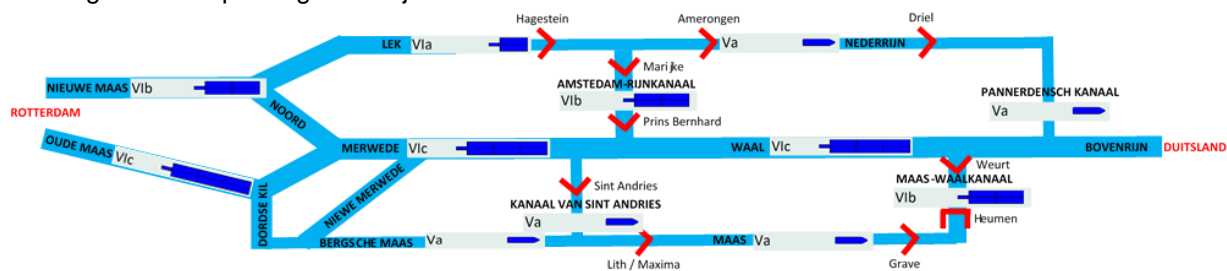 Hagestein
Amerongen
Driel
LEK
VIa
Va
NEDERRIJN
Marijke
NIEUWE MAAS
VIb
AMSTEDAM-RIJNKANAAL
VIb
PANNERDENSCH KANAAL
Va
ROTTERDAM
NOORD
Prins Bernhard
OUDE MAAS
VIc
MERWEDE
VIc
WAAL
VIc
BOVENRIJN
DUITSLAND
DORDSE KIL
NIEWE MERWEDE
Sint Andries
KANAAL VAN SINT ANDRIES
Va
Weurt
MAAS-WAALKANAAL
VIb
Heumen
BERGSCHE MAAS
Va
MAAS
Va
Lith / Maxima
Grave